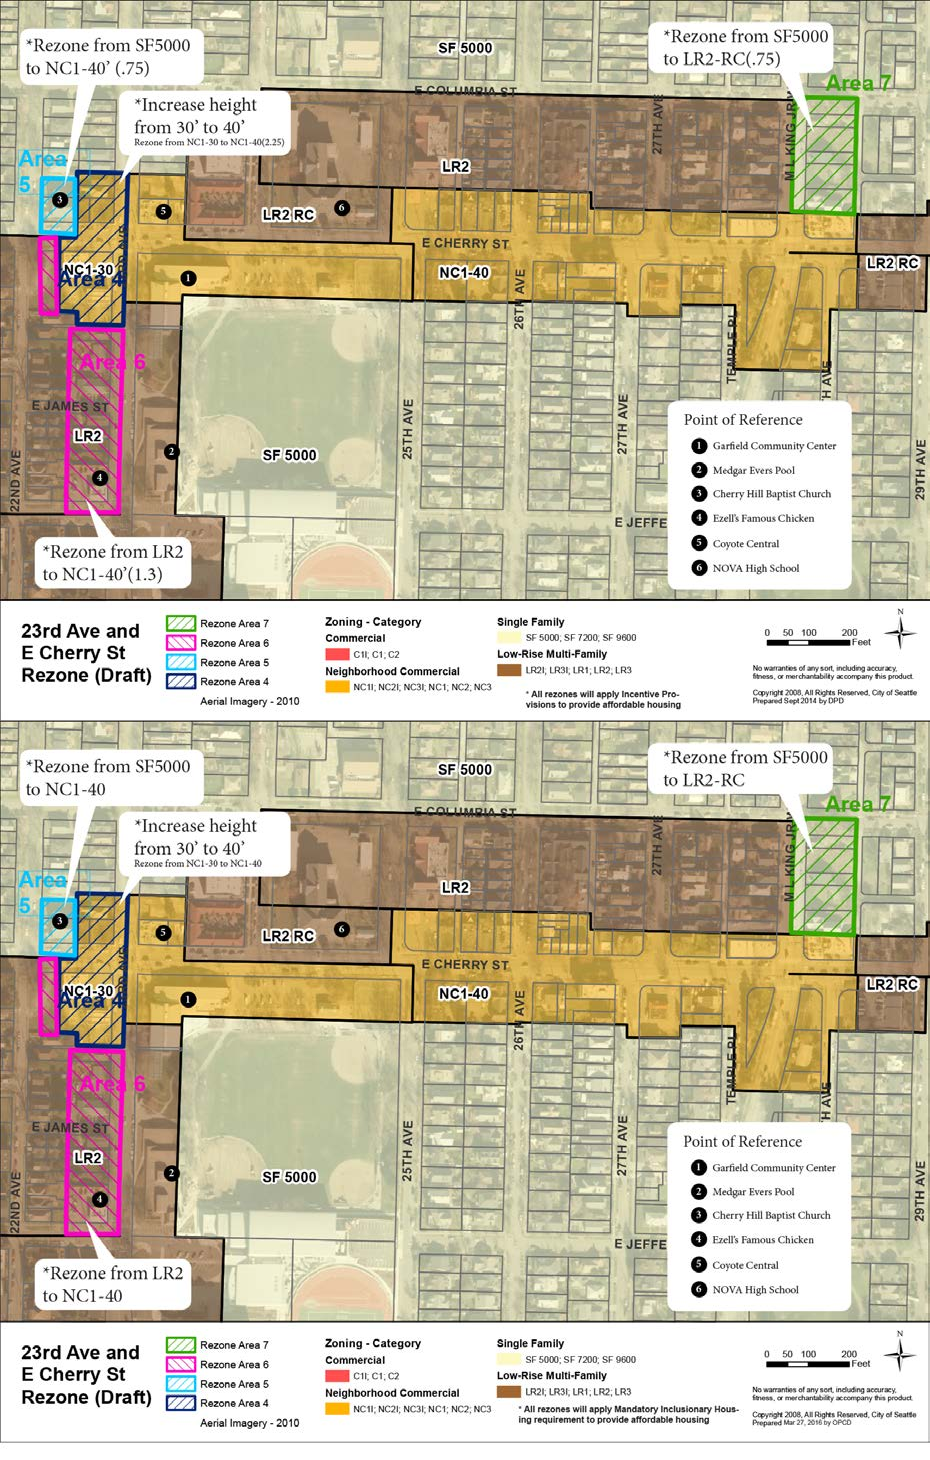 *Rezone from SF5000
to NC1-40’ (.75)
*Increase height
from 30’ to 40’
Rezone from NC1-30 to NC1-40(2.25)
*Rezone from SF5000
to LR2-RC(.75)
SF 5000
Area 7
E COLUMBIA ST
27TH AVE
M L KING JR
LR2
Area
5
3
5
LR2 RC
6
E CHERRY ST
NC1-30
Area 4
1
NC1-40
LR2 RC
26TH AVE
TEMPLE PL
Area 6
E JAMES ST
LR2
22ND AVE
2
4
SF 5000
25TH AVE
27TH AVE
29TH AVE
E JEFFE
*Rezone from LR2
to NC1-40’(1.3)
Point of Reference
1 Garfield Community Center
2 Medgar Evers Pool
3 Cherry Hill Baptist Church
4 Ezell's Famous Chicken
5 Coyote Central
6 NOVA High School
23rd Ave and
E Cherry St
Rezone (Draft)
Rezone Area 7
Rezone Area 6
Rezone Area 5
Rezone Area 4
Aerial Imagery - 2010
Zoning - Category
Commercial
C1I; C1; C2
Neighborhood Commercial
NC1I; NC2I; NC3I; NC1; NC2; NC3
Single Family
SF 5000; SF 7200; SF 9600
Low-Rise Multi-Family
LR2I; LR3I; LR1; LR2; LR3
* All rezones will apply Incentive Pro-
visions to provide affordable housing
N
0 50 100 200
Feet
No warranties of any sort, including accuracy,
fitness, or merchantability accompany this product.
Copyright 2008, All Rights Reserved, City of Seattle
Prepared Sept 2014 by DPD
*Rezone from SF5000
to NC1-40
*Increase height
from 30’ to 40’
Rezone from NC1-30 to NC1-40
*Rezone from SF5000
to LR2-RC
SF 5000
Area 7
E COLUMBIA ST
27TH AVE
M L KING JR
LR2
Area
5
3
5
LR2 RC
6
E CHERRY ST
NC1-30
Area 4
1
NC1-40
LR2 RC
26TH AVE
TEMPLE PL
Area 6
E JAMES ST
LR2
22ND AVE
2
4
SF 5000
25TH AVE
27TH AVE
29TH AVE
E JEFFE
*Rezone from LR2
to NC1-40
Point of Reference
1 Garfield Community Center
2 Medgar Evers Pool
3 Cherry Hill Baptist Church
4 Ezell's Famous Chicken
5 Coyote Central
6 NOVA High School
23rd Ave and
E Cherry St
Rezone (Draft)
Rezone Area 7
Rezone Area 6
Rezone Area 5
Rezone Area 4
Aerial Imagery - 2010
Zoning - Category
Commercial
C1I; C1; C2
Neighborhood Commercial
NC1I; NC2I; NC3I; NC1; NC2; NC3
Single Family
SF 5000; SF 7200; SF 9600
Low-Rise Multi-Family
LR2I; LR3I; LR1; LR2; LR3
* All rezones will apply Mandatory Inclusionary Hous-
ing requirement to provide affordable housing
N
0 50 100 200
Feet
No warranties of any sort, including accuracy,
fitness, or merchantability accompany this product.
Copyright 2008, All Rights Reserved, City of Seattle
Prepared Mar 27, 2016 by OPCD